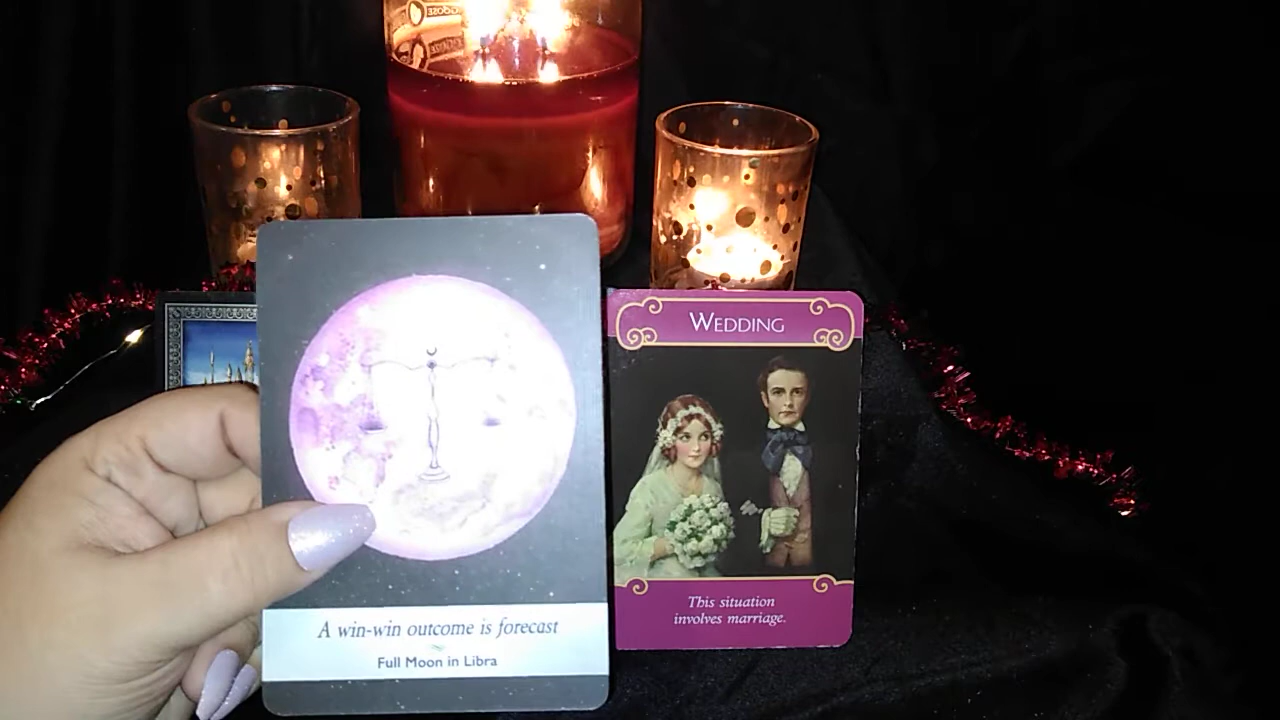 WEDDING
This situation
involves marriage.
A win-win outcome is forecast
Full Moon in Libra